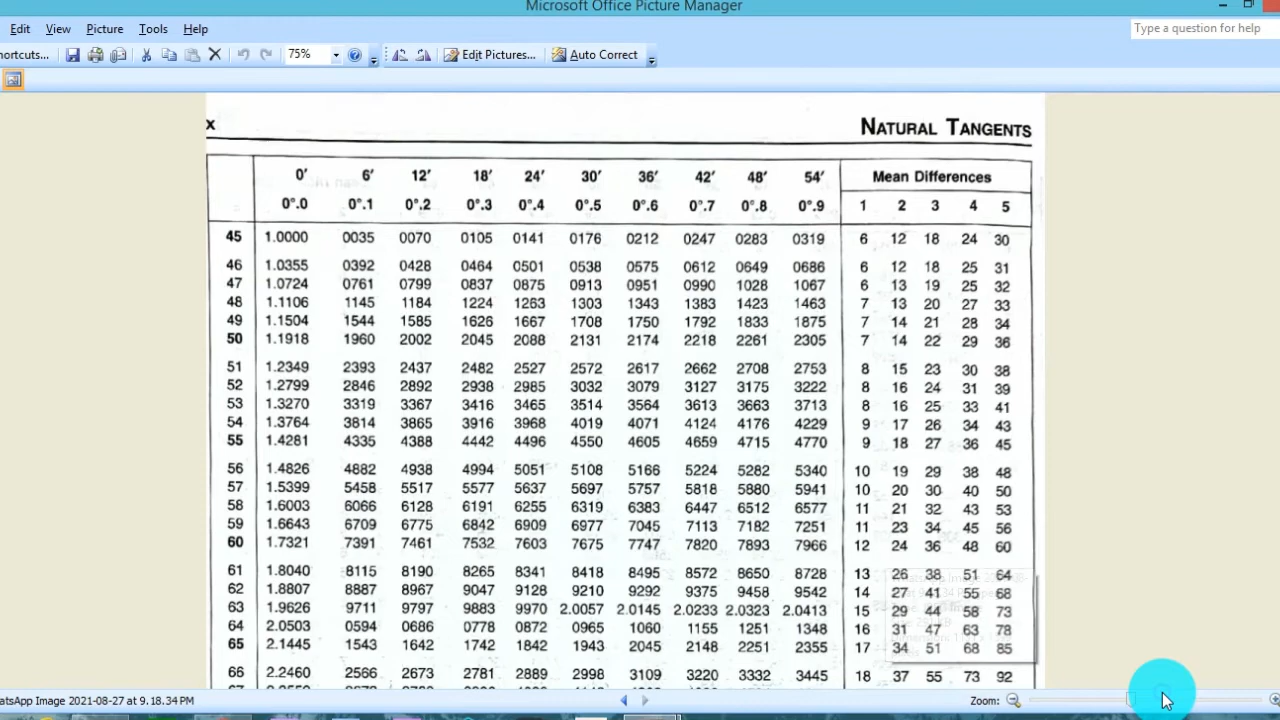 Microsoft Office Picture Manager
Edit View Picture Tools Help
Type a question for help
ortcuts... 75% Edit Pictures... Auto Correct
x NATURAL TANGENTS
0′ 6′ 12′ 18′ 24′ 30′ 36′ 42′ 48′ 54′ Mean Differences
0°.0 0°.1 0°.2 0°.3 0°.4 0°.5 0°.6 0°.7 0°.8 0°.9 1 2 3 4 5
45 1.0000 0035 0070 0105 0141 0176 0212 0247 0283 0319 6 12 18 24 30
46 1.0355 0392 0428 0464 0501 0538 0575 0612 0649 0686 6 12 18 25 31
47 1.0724 0761 0799 0837 0875 0913 0951 0990 1028 1067 6 13 19 25 32
48 1.1106 1145 1184 1224 1263 1303 1343 1383 1423 1463 7 13 20 27 33
49 1.1504 1544 1585 1626 1667 1708 1750 1792 1833 1875 7 14 21 28 34
50 1.1918 1960 2002 2045 2088 2131 2174 2218 2261 2305 7 14 22 29 36
51 1.2349 2393 2437 2482 2527 2572 2617 2662 2708 2753 8 15 23 30 38
52 1.2799 2846 2892 2938 2985 3032 3079 3127 3175 3222 8 16 24 31 39
53 1.3270 3319 3367 3416 3465 3514 3564 3613 3663 3713 8 16 25 33 41
54 1.3764 3814 3865 3916 3968 4019 4071 4124 4176 4229 9 17 26 34 43
55 1.4281 4335 4388 4442 4496 4550 4605 4659 4715 4770 9 18 27 36 45
56 1.4826 4882 4938 4994 5051 5108 5166 5224 5282 5340 10 19 29 38 48
57 1.5399 5458 5517 5577 5637 5697 5757 5818 5880 5941 10 20 30 40 50
58 1.6003 6066 6128 6191 6255 6319 6383 6447 6512 6577 11 21 32 43 53
59 1.6643 6709 6775 6842 6909 6977 7045 7113 7182 7251 11 23 34 45 56
60 1.7321 7391 7461 7532 7603 7675 7747 7820 7893 7966 12 24 36 48 60
61 1.8040 8115 8190 8265 8341 8418 8495 8572 8650 8728 13 26 38 51 64
62 1.8807 8887 8967 9047 9128 9210 9292 9375 9458 9542 14 27 41 55 68
63 1.9626 9711 9797 9883 9970 2.0057 2.0145 2.0233 2.0323 2.0413 15 29 44 58 73
64 2.0503 0594 0686 0778 0872 0965 1060 1155 1251 1348 16 31 47 63 78
65 2.1445 1543 1642 1742 1842 1943 2045 2148 2251 2355 17 34 51 68 85
66 2.2460 2566 2673 2781 2889 2998 3109 3220 3332 3445 18 37 55 73 92
atsApp Image 2021-08-27 at 9.18.34 PM Zoom: